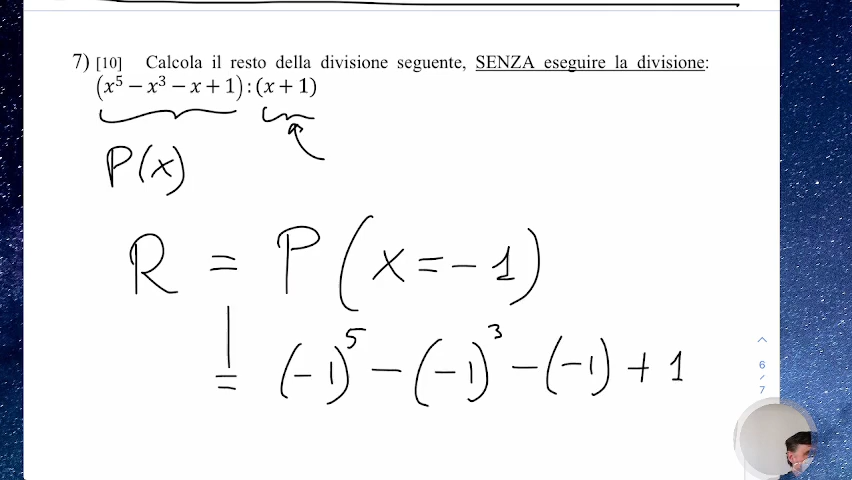 7) [10] Calcola il resto della divisione seguente, SENZA eseguire la divisione:
(x⁵ − x³ − x + 1) : (x + 1)
P(x)
R = P(x = −1)
= (−1)⁵ − (−1)³ − (−1) + 1
6
/
7